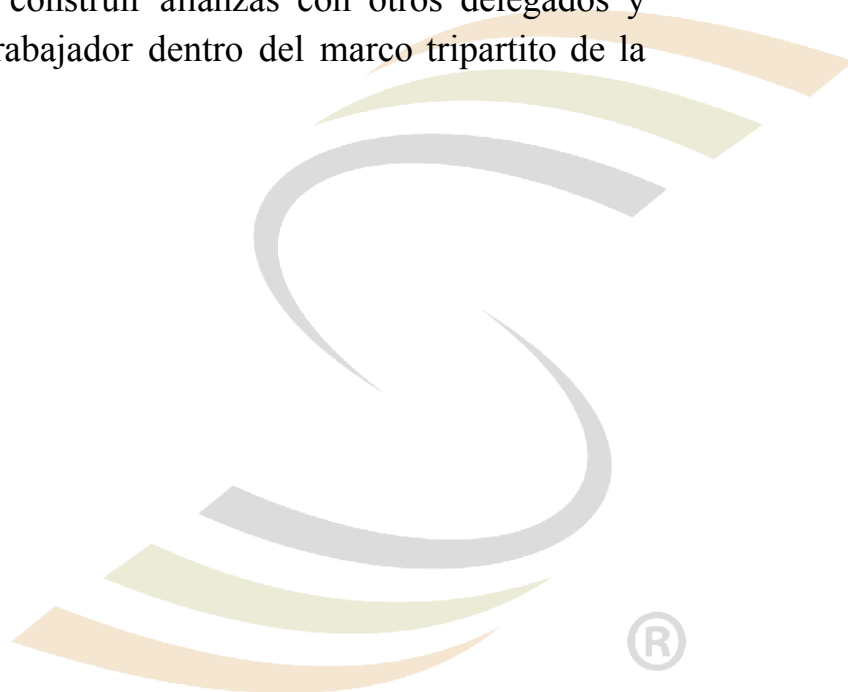 construir alianzas con otros delegados y
rabajador dentro del marco tripartito de la
®